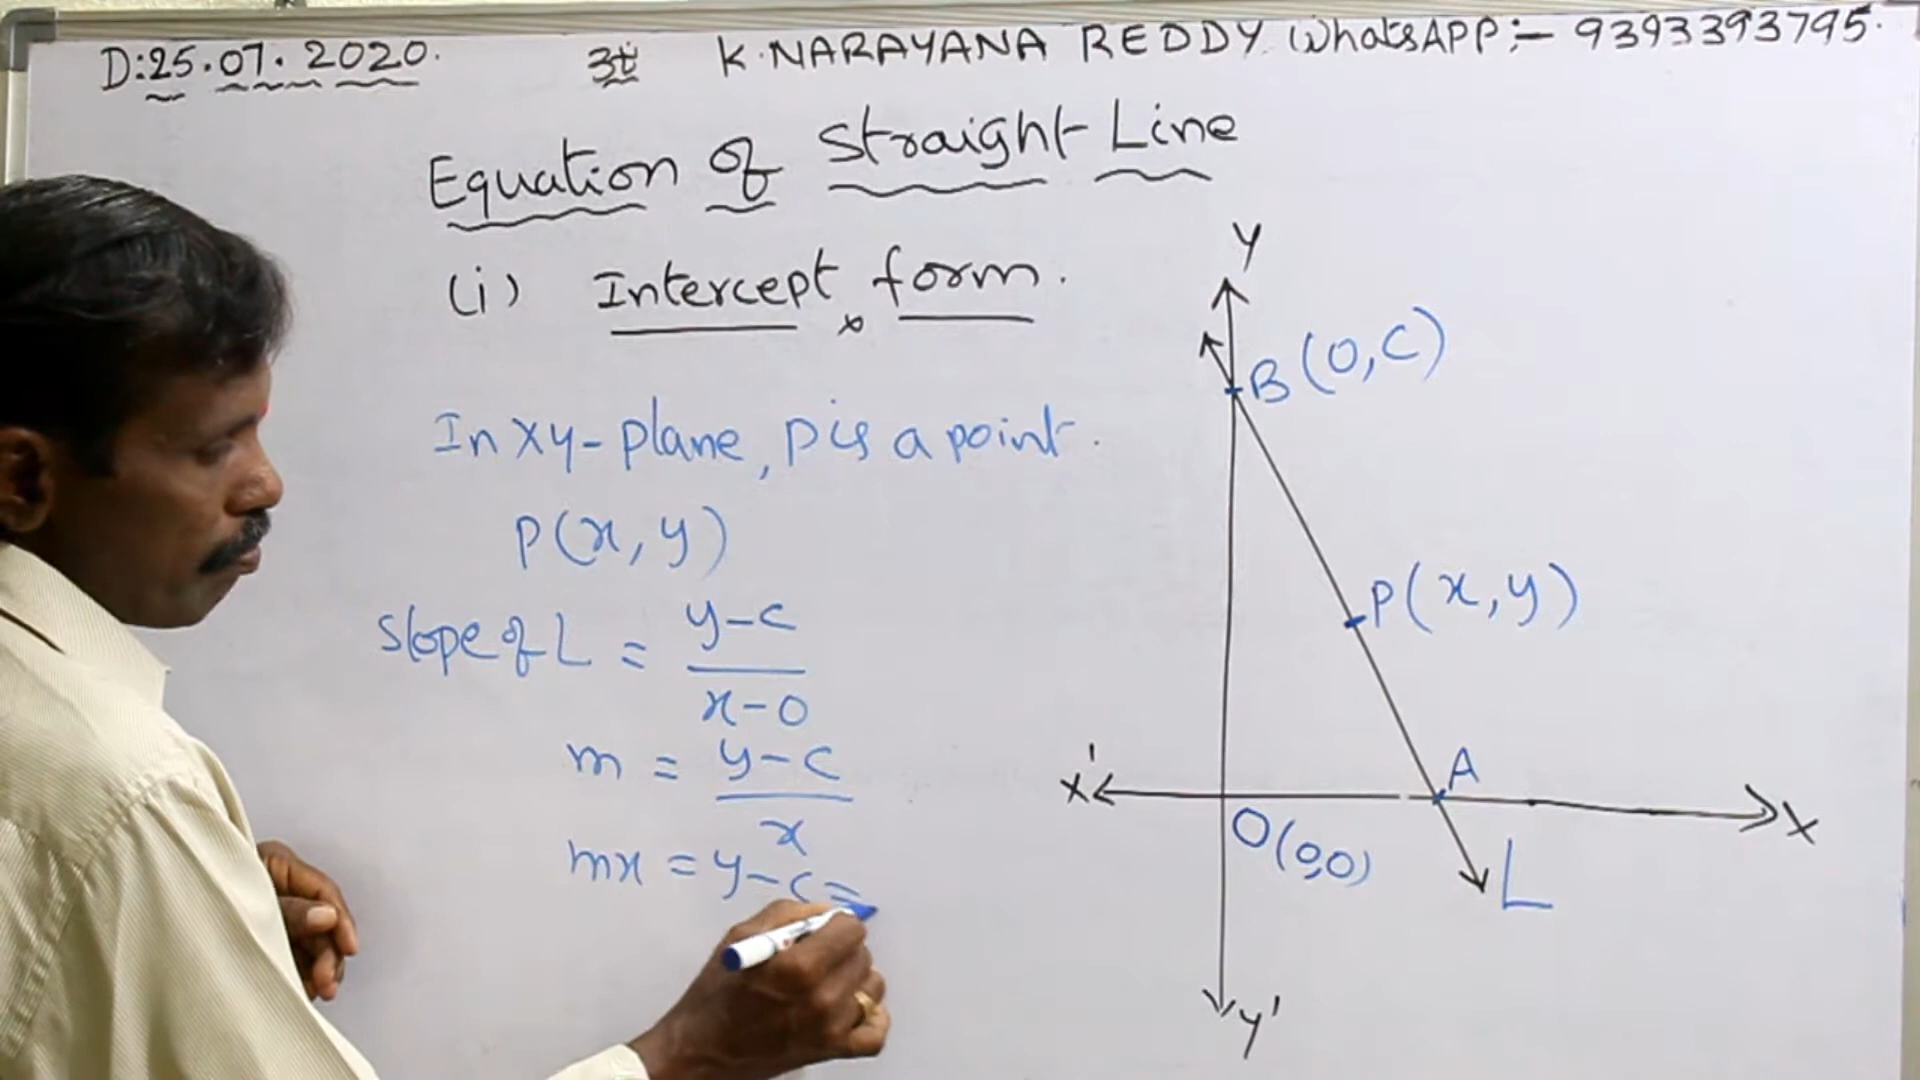 D:25.07.2020. K.NARAYANA REDDY WhatsAPP:- 9393393795.
Equation of Straight Line
(i) Intercept form.
In xy-plane, P is a point.
P(x, y)
Slope of L = y-c / x-0
m = y-c / x
mx = y-c =
Y
B(0,C)
P(x,y)
A
X'
X
O(0,0)
L
Y'